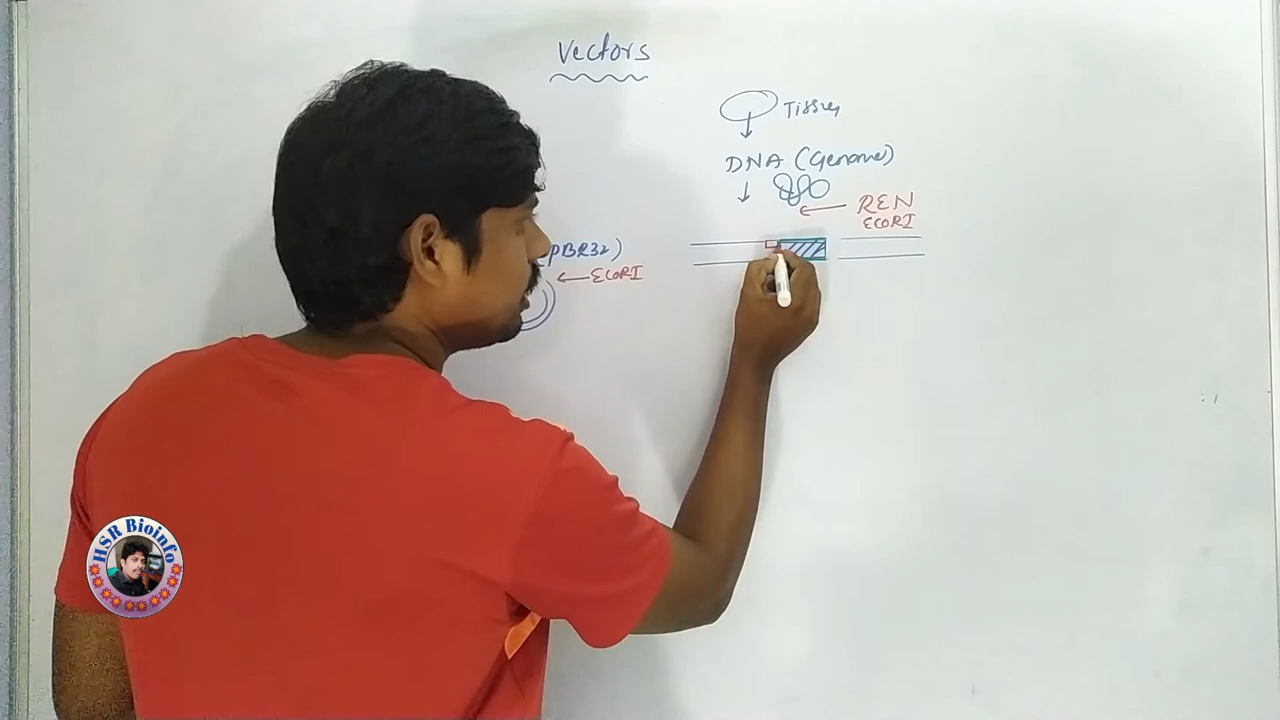 Vectors
Tissue
DNA (Genome)
REN
ECORI
(pBR32)
ECORI
HSR Bioinfo